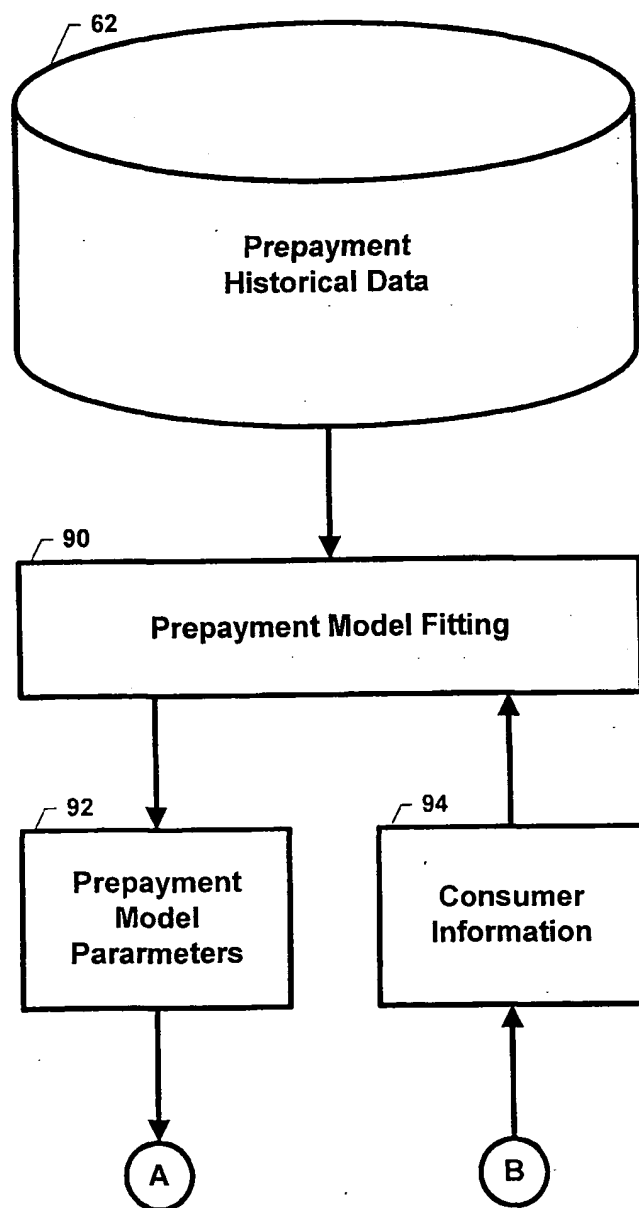 62
Prepayment
Historical Data
90
Prepayment Model Fitting
92
Prepayment
Model
Pararmeters
94
Consumer
Information
A
B